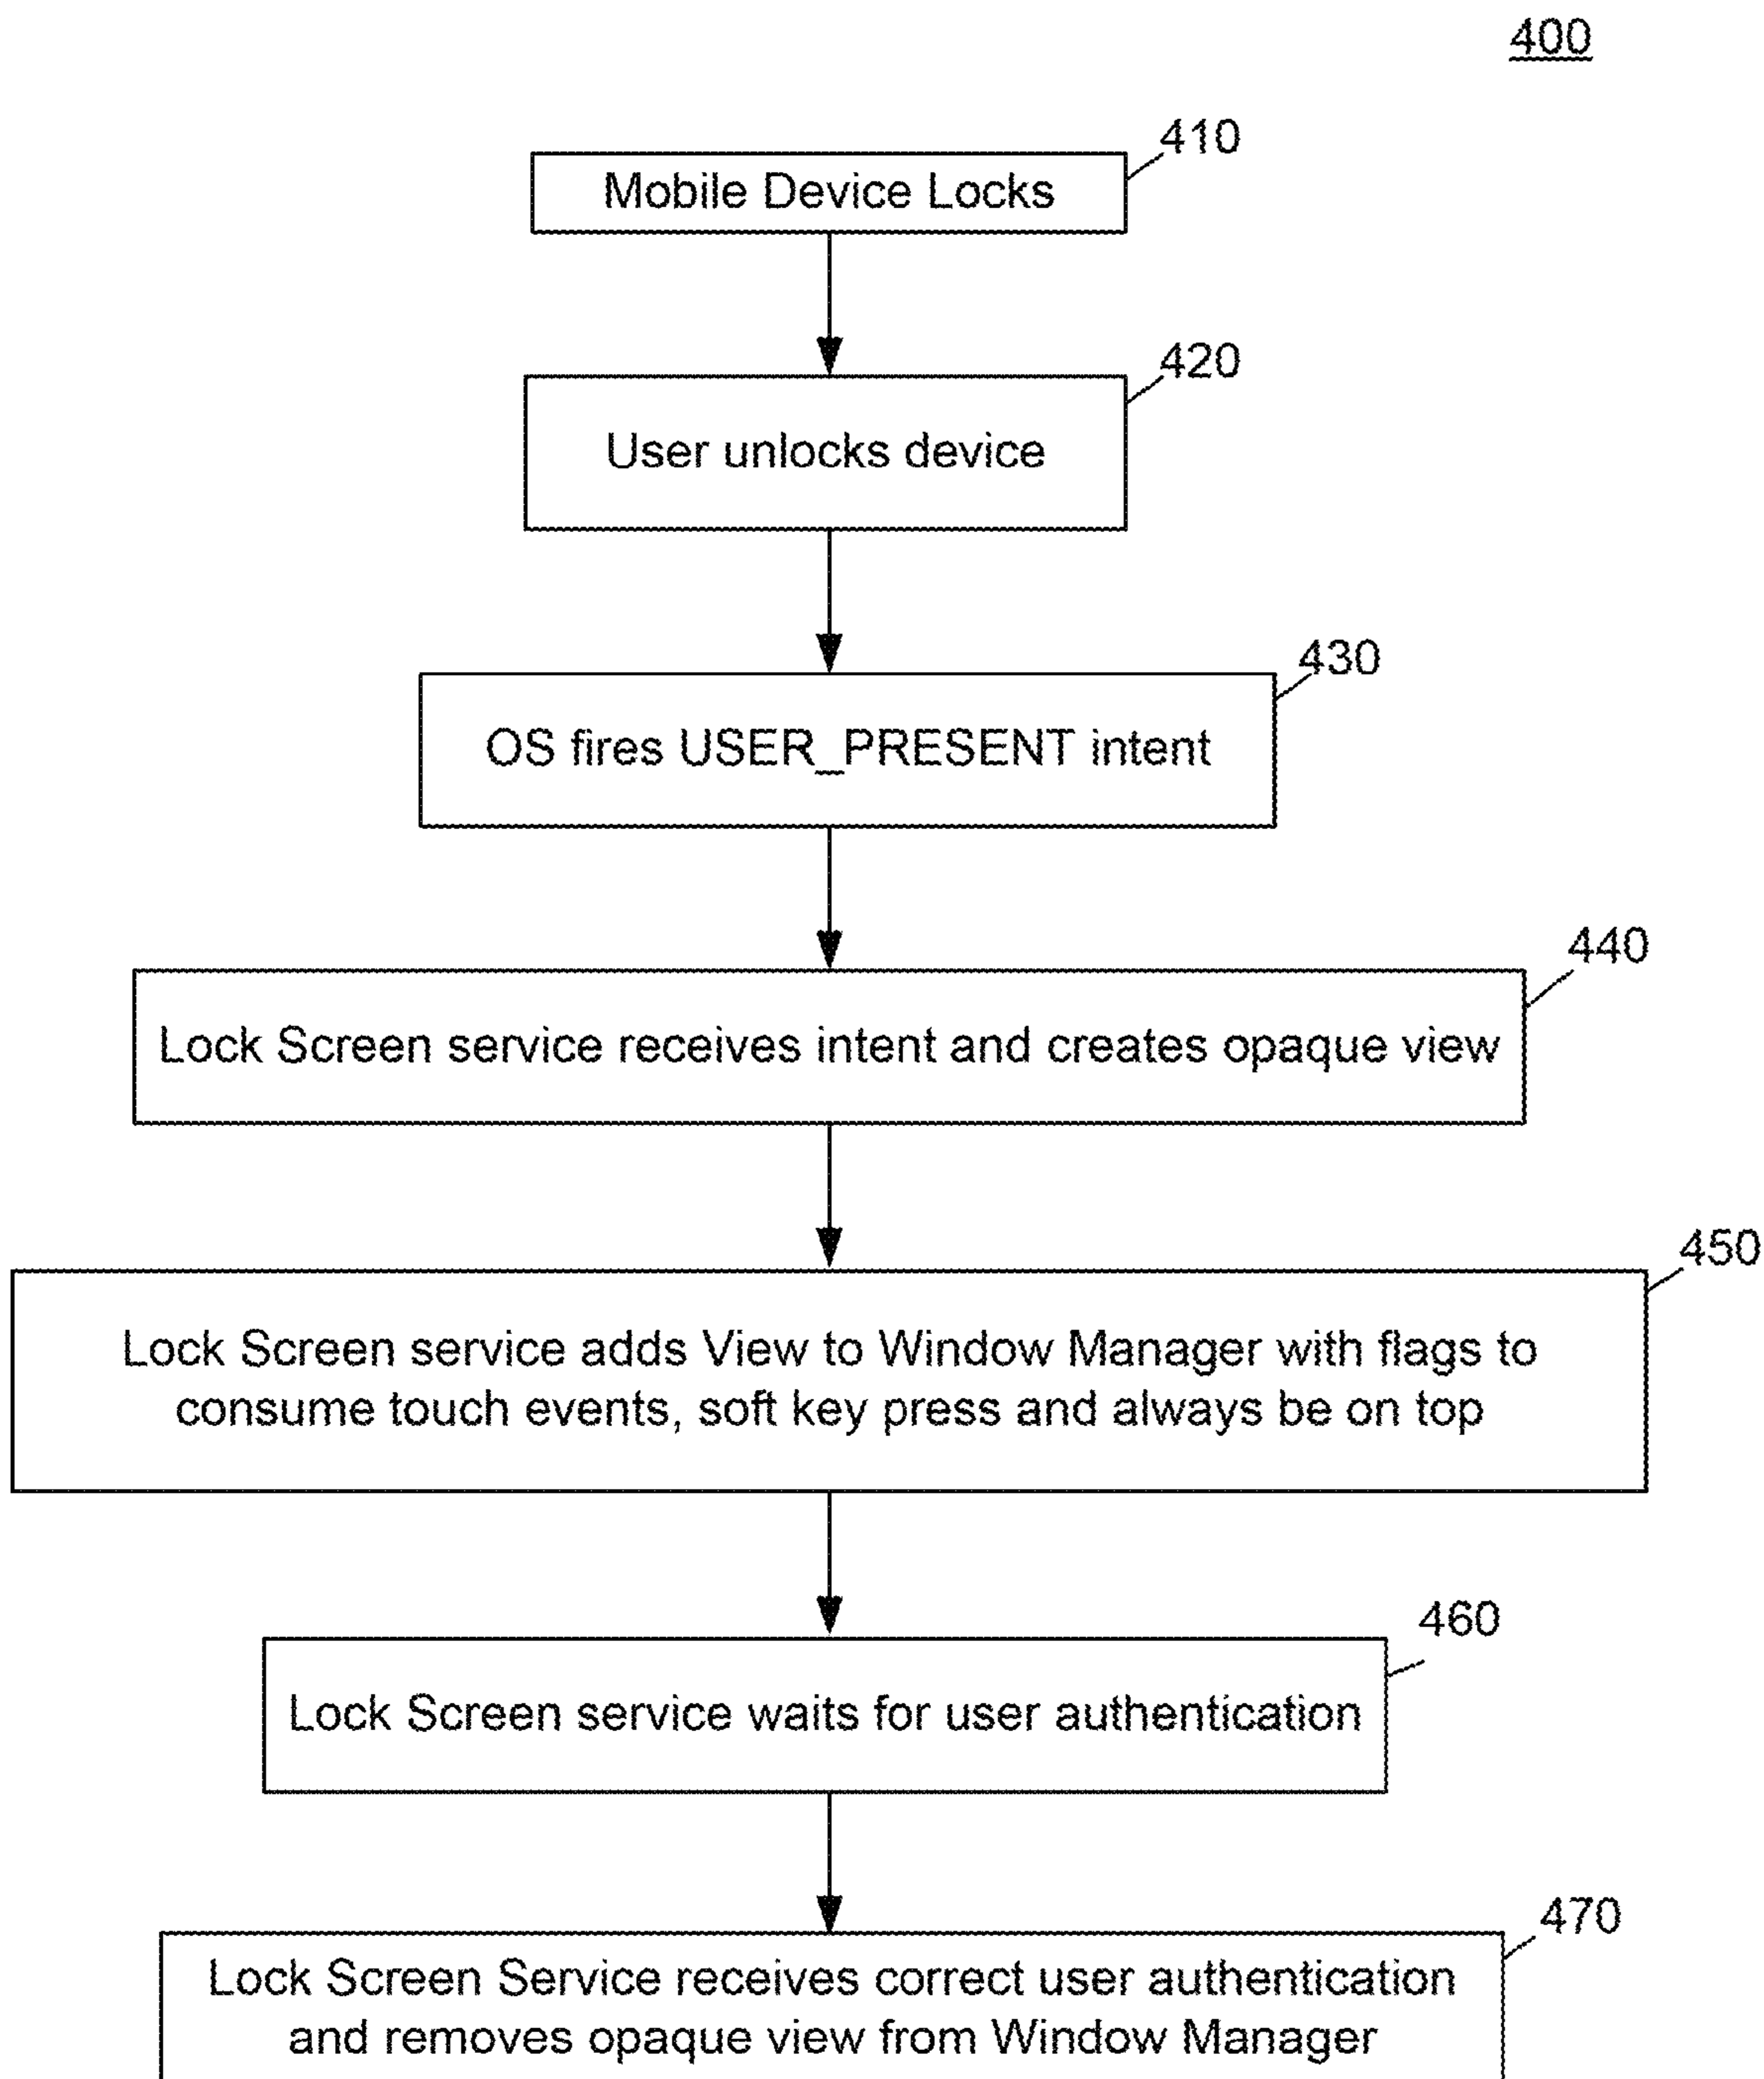 400
410
Mobile Device Locks
420
User unlocks device
430
OS fires USER_PRESENT intent
440
Lock Screen service receives intent and creates opaque view
450
Lock Screen service adds View to Window Manager with flags to
consume touch events, soft key press and always be on top
460
Lock Screen service waits for user authentication
470
Lock Screen Service receives correct user authentication
and removes opaque view from Window Manager